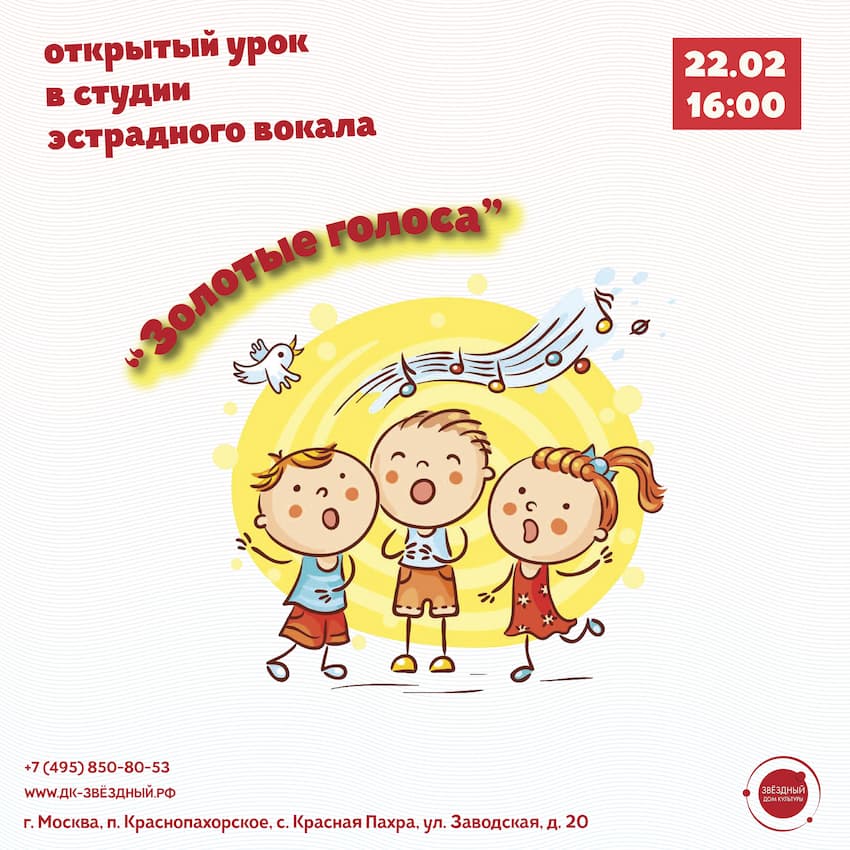 открытый урок
в студии
эстрадного вокала
22.02
16:00
“Золотые голоса”
+7 (495) 850-80-53
WWW.ДК-ЗВЁЗДНЫЙ.РФ
г. Москва, п. Краснопахорское, с. Красная Пахра, ул. Заводская, д. 20
ЗВЁЗДНЫЙ
ДОМ КУЛЬТУРЫ